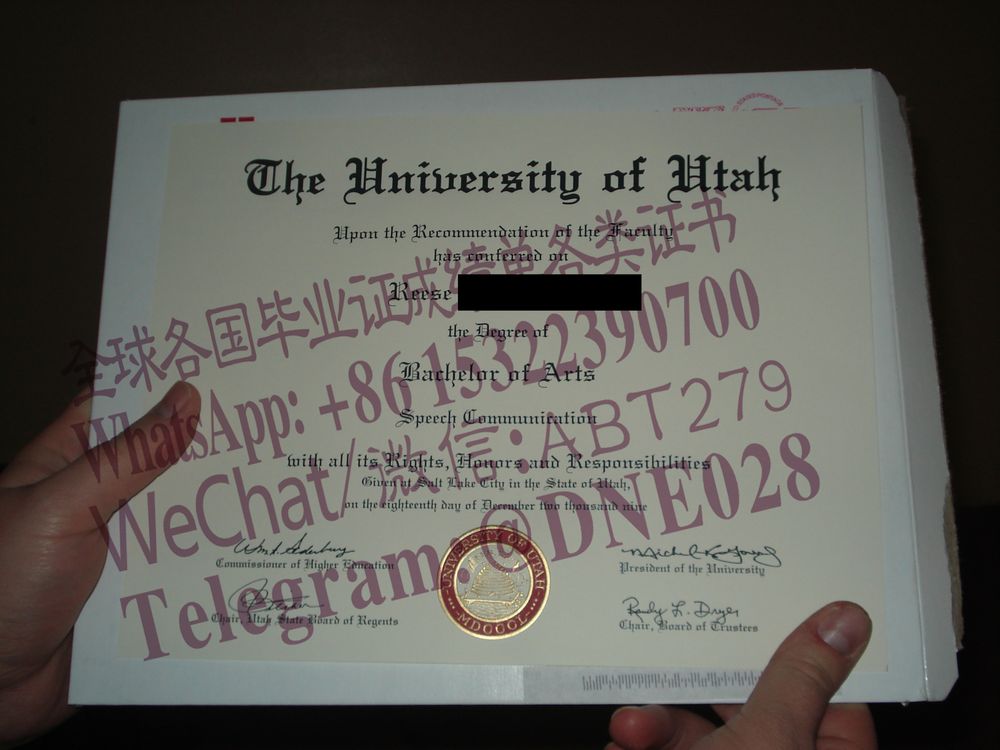 The University of Utah
Upon the Recommendation of the Faculty
has conferred on
Reese
the Degree of
Bachelor of Arts
Speech Communication
with all its Rights, Honors and Responsibilities
Given at Salt Lake City in the State of Utah,
on the eighteenth day of December two thousand nine
Commissioner of Higher Education
President of the University
Chair, Utah State Board of Regents
Randy L. Dryer
Chair, Board of Trustees
UNIVERSITY OF UTAH
MDCCCL
全球各国毕业证成绩单各类证书
WhatsApp: +86 15322390700
WeChat/微信:ABT279
Telegram:@DNE028